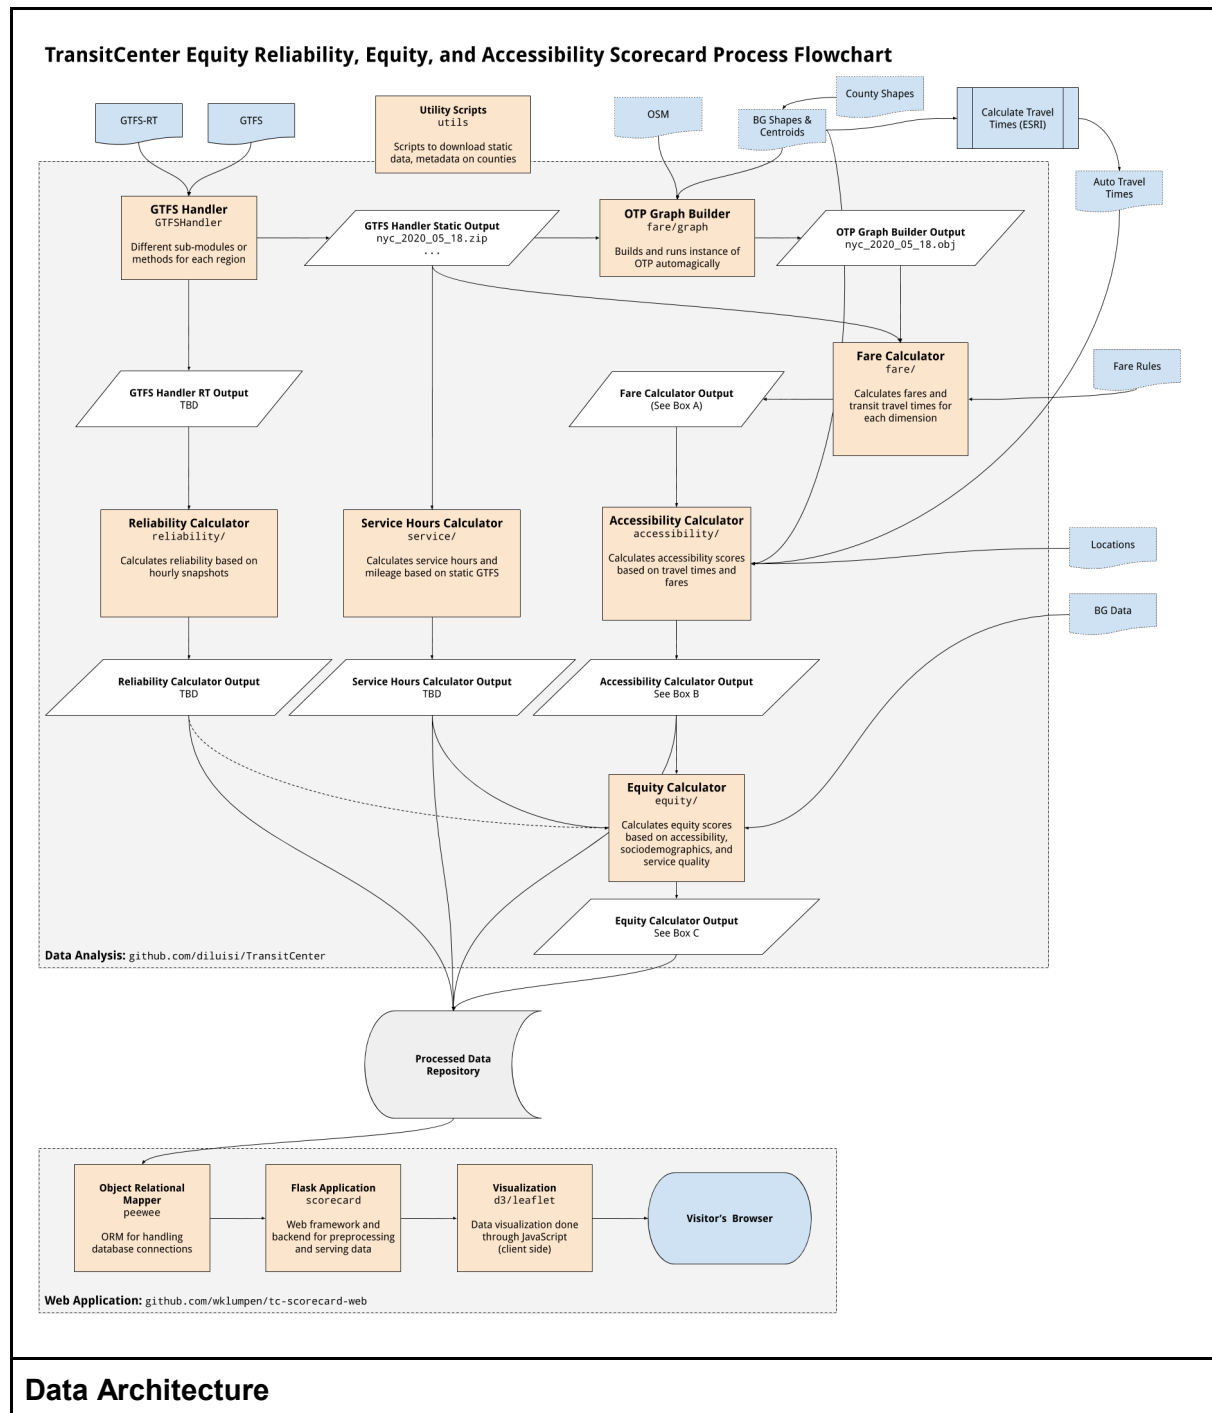 TransitCenter Equity Reliability, Equity, and Accessibility Scorecard Process Flowchart
GTFS-RT
GTFS
Utility Scripts
utils
Scripts to download static
data, metadata on counties
OSM
County Shapes
BG Shapes &
Centroids
Calculate Travel
Times (ESRI)
Auto Travel
Times
GTFS Handler
GTFSHandler
Different sub-modules or
methods for each region
GTFS Handler Static Output
nyc_2020_05_18.zip
...
OTP Graph Builder
fare/graph
Builds and runs instance of
OTP automagically
OTP Graph Builder Output
nyc_2020_05_18.obj
GTFS Handler RT Output
TBD
Fare Calculator Output
(See Box A)
Fare Calculator
fare/
Calculates fares and
transit travel times for
each dimension
Fare Rules
Reliability Calculator
reliability/
Calculates reliability based on
hourly snapshots
Service Hours Calculator
service/
Calculates service hours and
mileage based on static GTFS
Accessibility Calculator
accessibility/
Calculates accessibility scores
based on travel times and
fares
Locations
BG Data
Reliability Calculator Output
TBD
Service Hours Calculator Output
TBD
Accessibility Calculator Output
See Box B
Equity Calculator
equity/
Calculates equity scores
based on accessibility,
sociodemographics, and
service quality
Equity Calculator Output
See Box C
Data Analysis: github.com/diluisi/TransitCenter
Processed Data
Repository
Object Relational
Mapper
peewee
ORM for handling
database connections
Flask Application
scorecard
Web framework and
backend for preprocessing
and serving data
Visualization
d3/leaflet
Data visualization done
through JavaScript
(client side)
Visitor's Browser
Web Application: github.com/wklumpen/tc-scorecard-web
Data Architecture